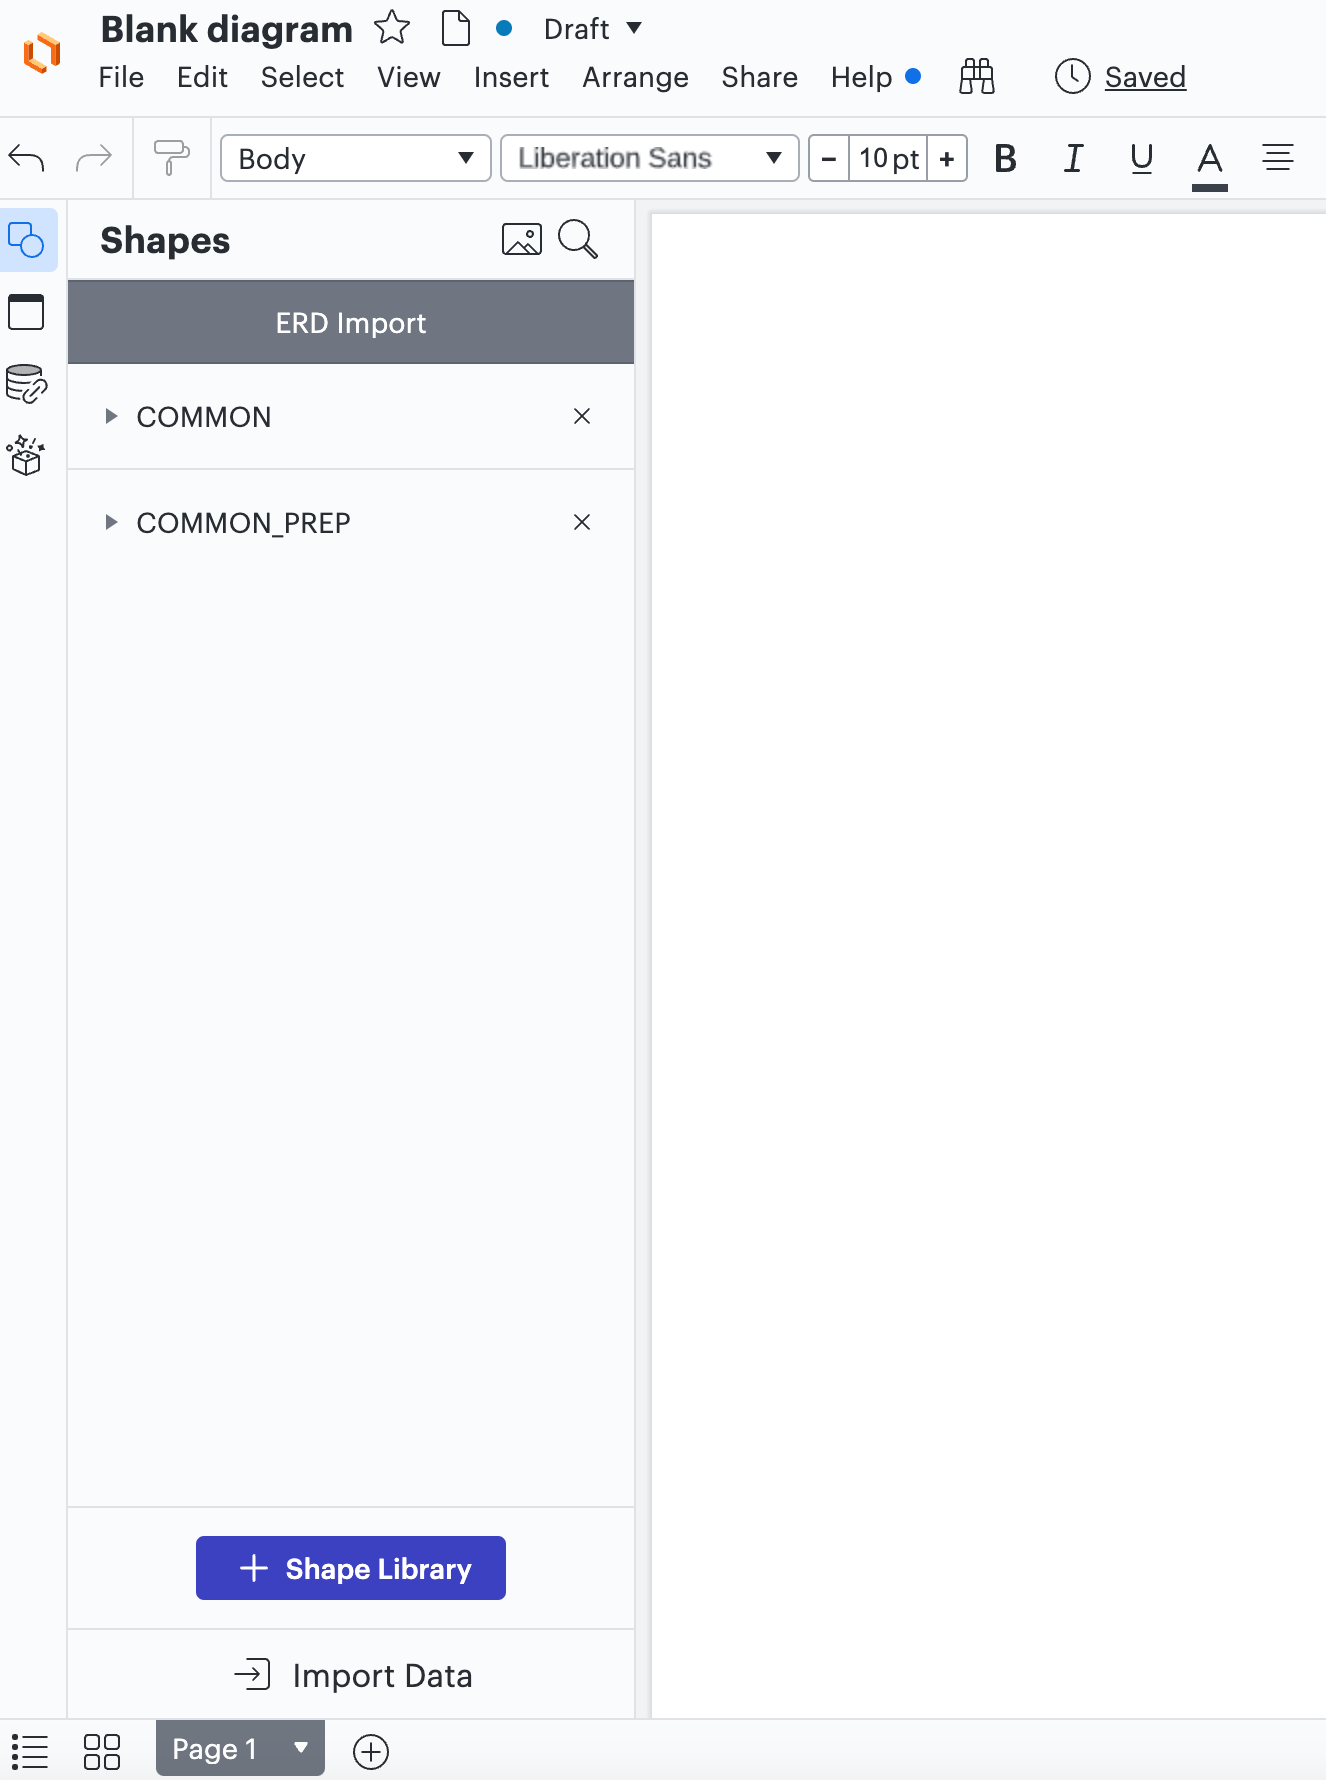 Blank diagram Draft
File Edit Select View Insert Arrange Share Help Saved
Body Liberation Sans - 10 pt + B I U A
Shapes
ERD Import
COMMON
COMMON_PREP
+ Shape Library
Import Data
Page 1